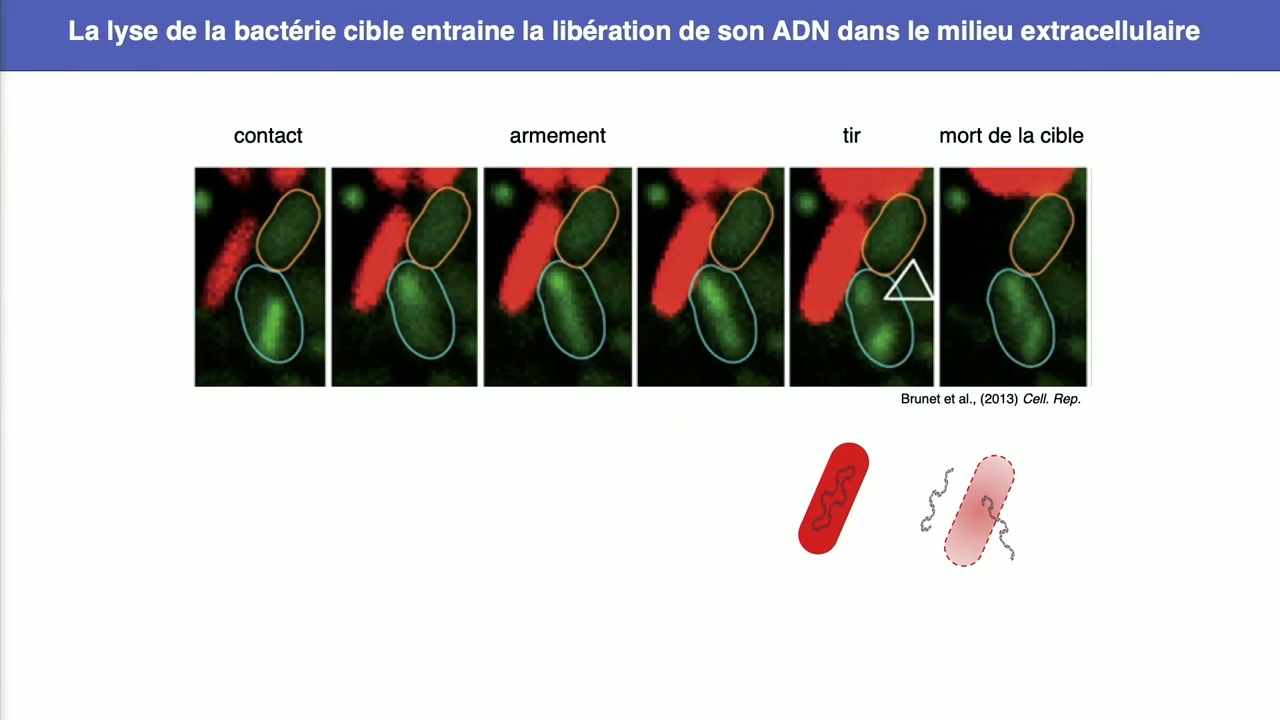 La lyse de la bactérie cible entraine la libération de son ADN dans le milieu extracellulaire
contact armement tir mort de la cible
Brunet et al., (2013) Cell. Rep.